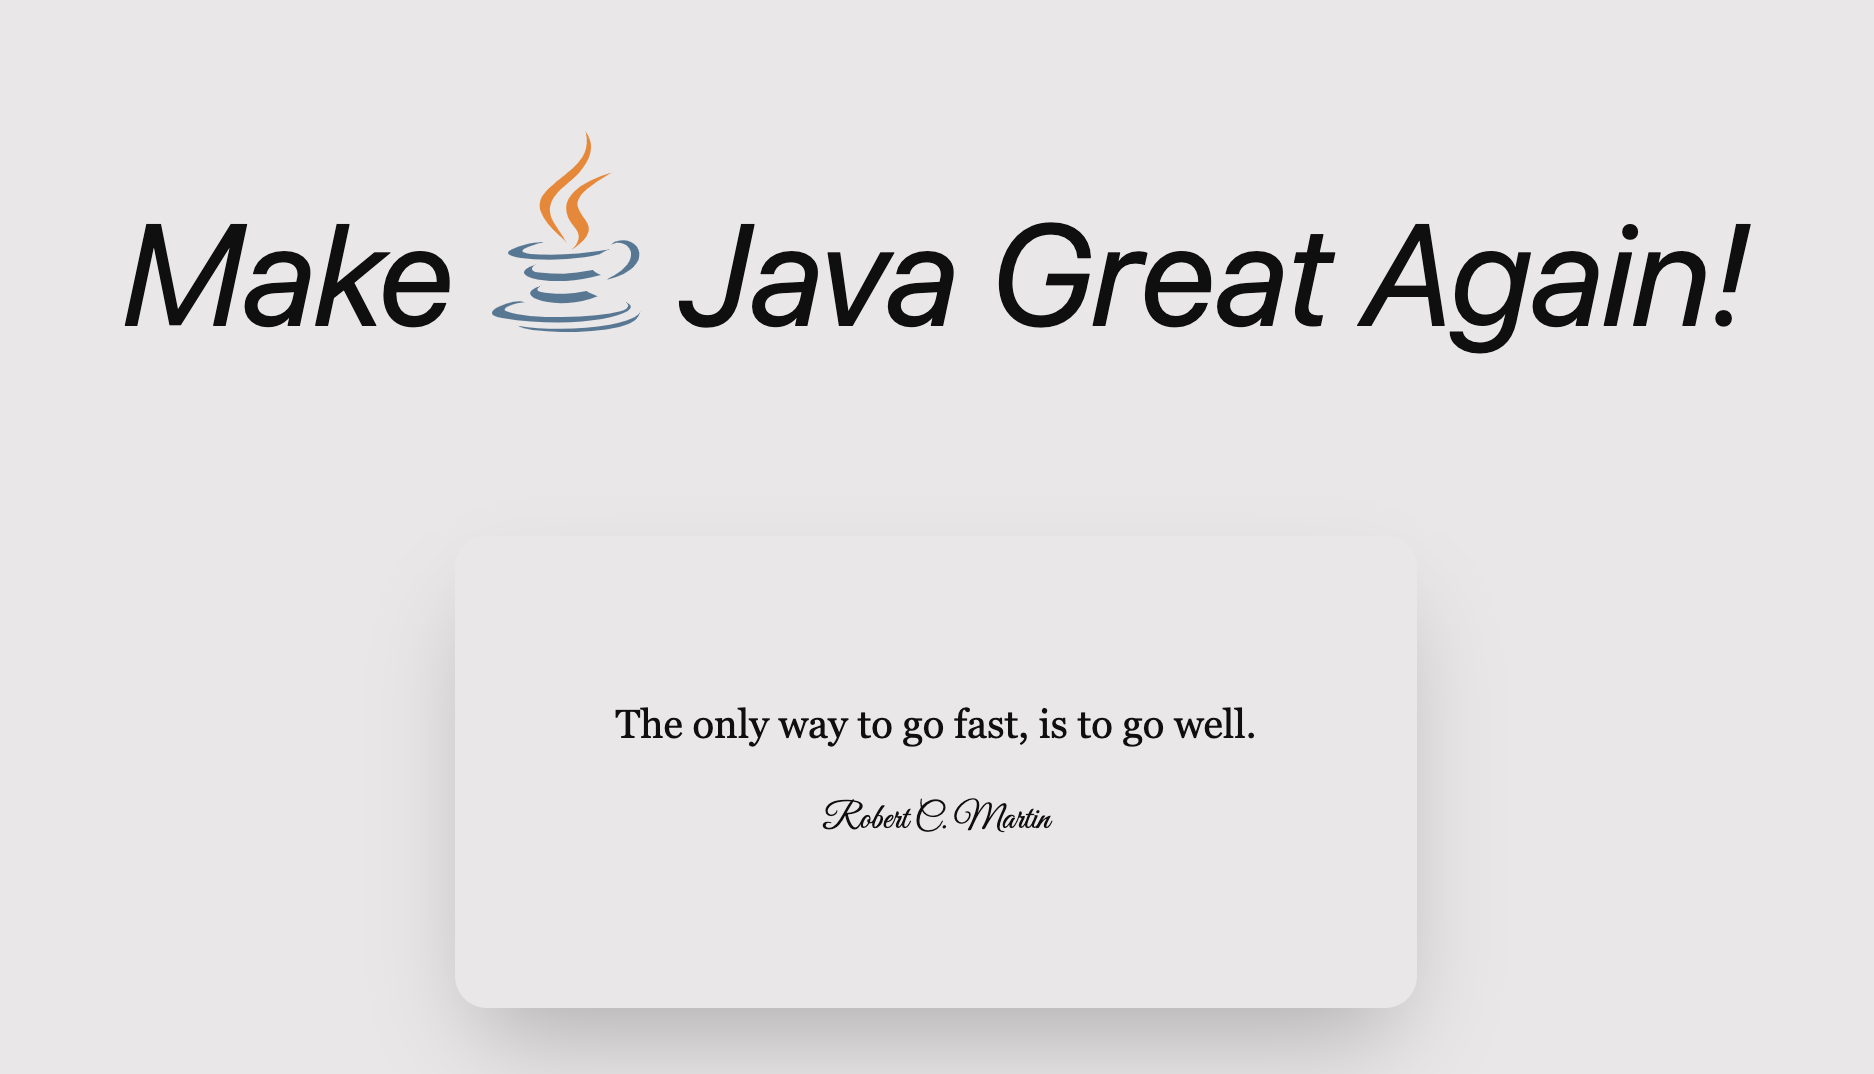 Make Java Great Again!
The only way to go fast, is to go well.
Robert C. Martin